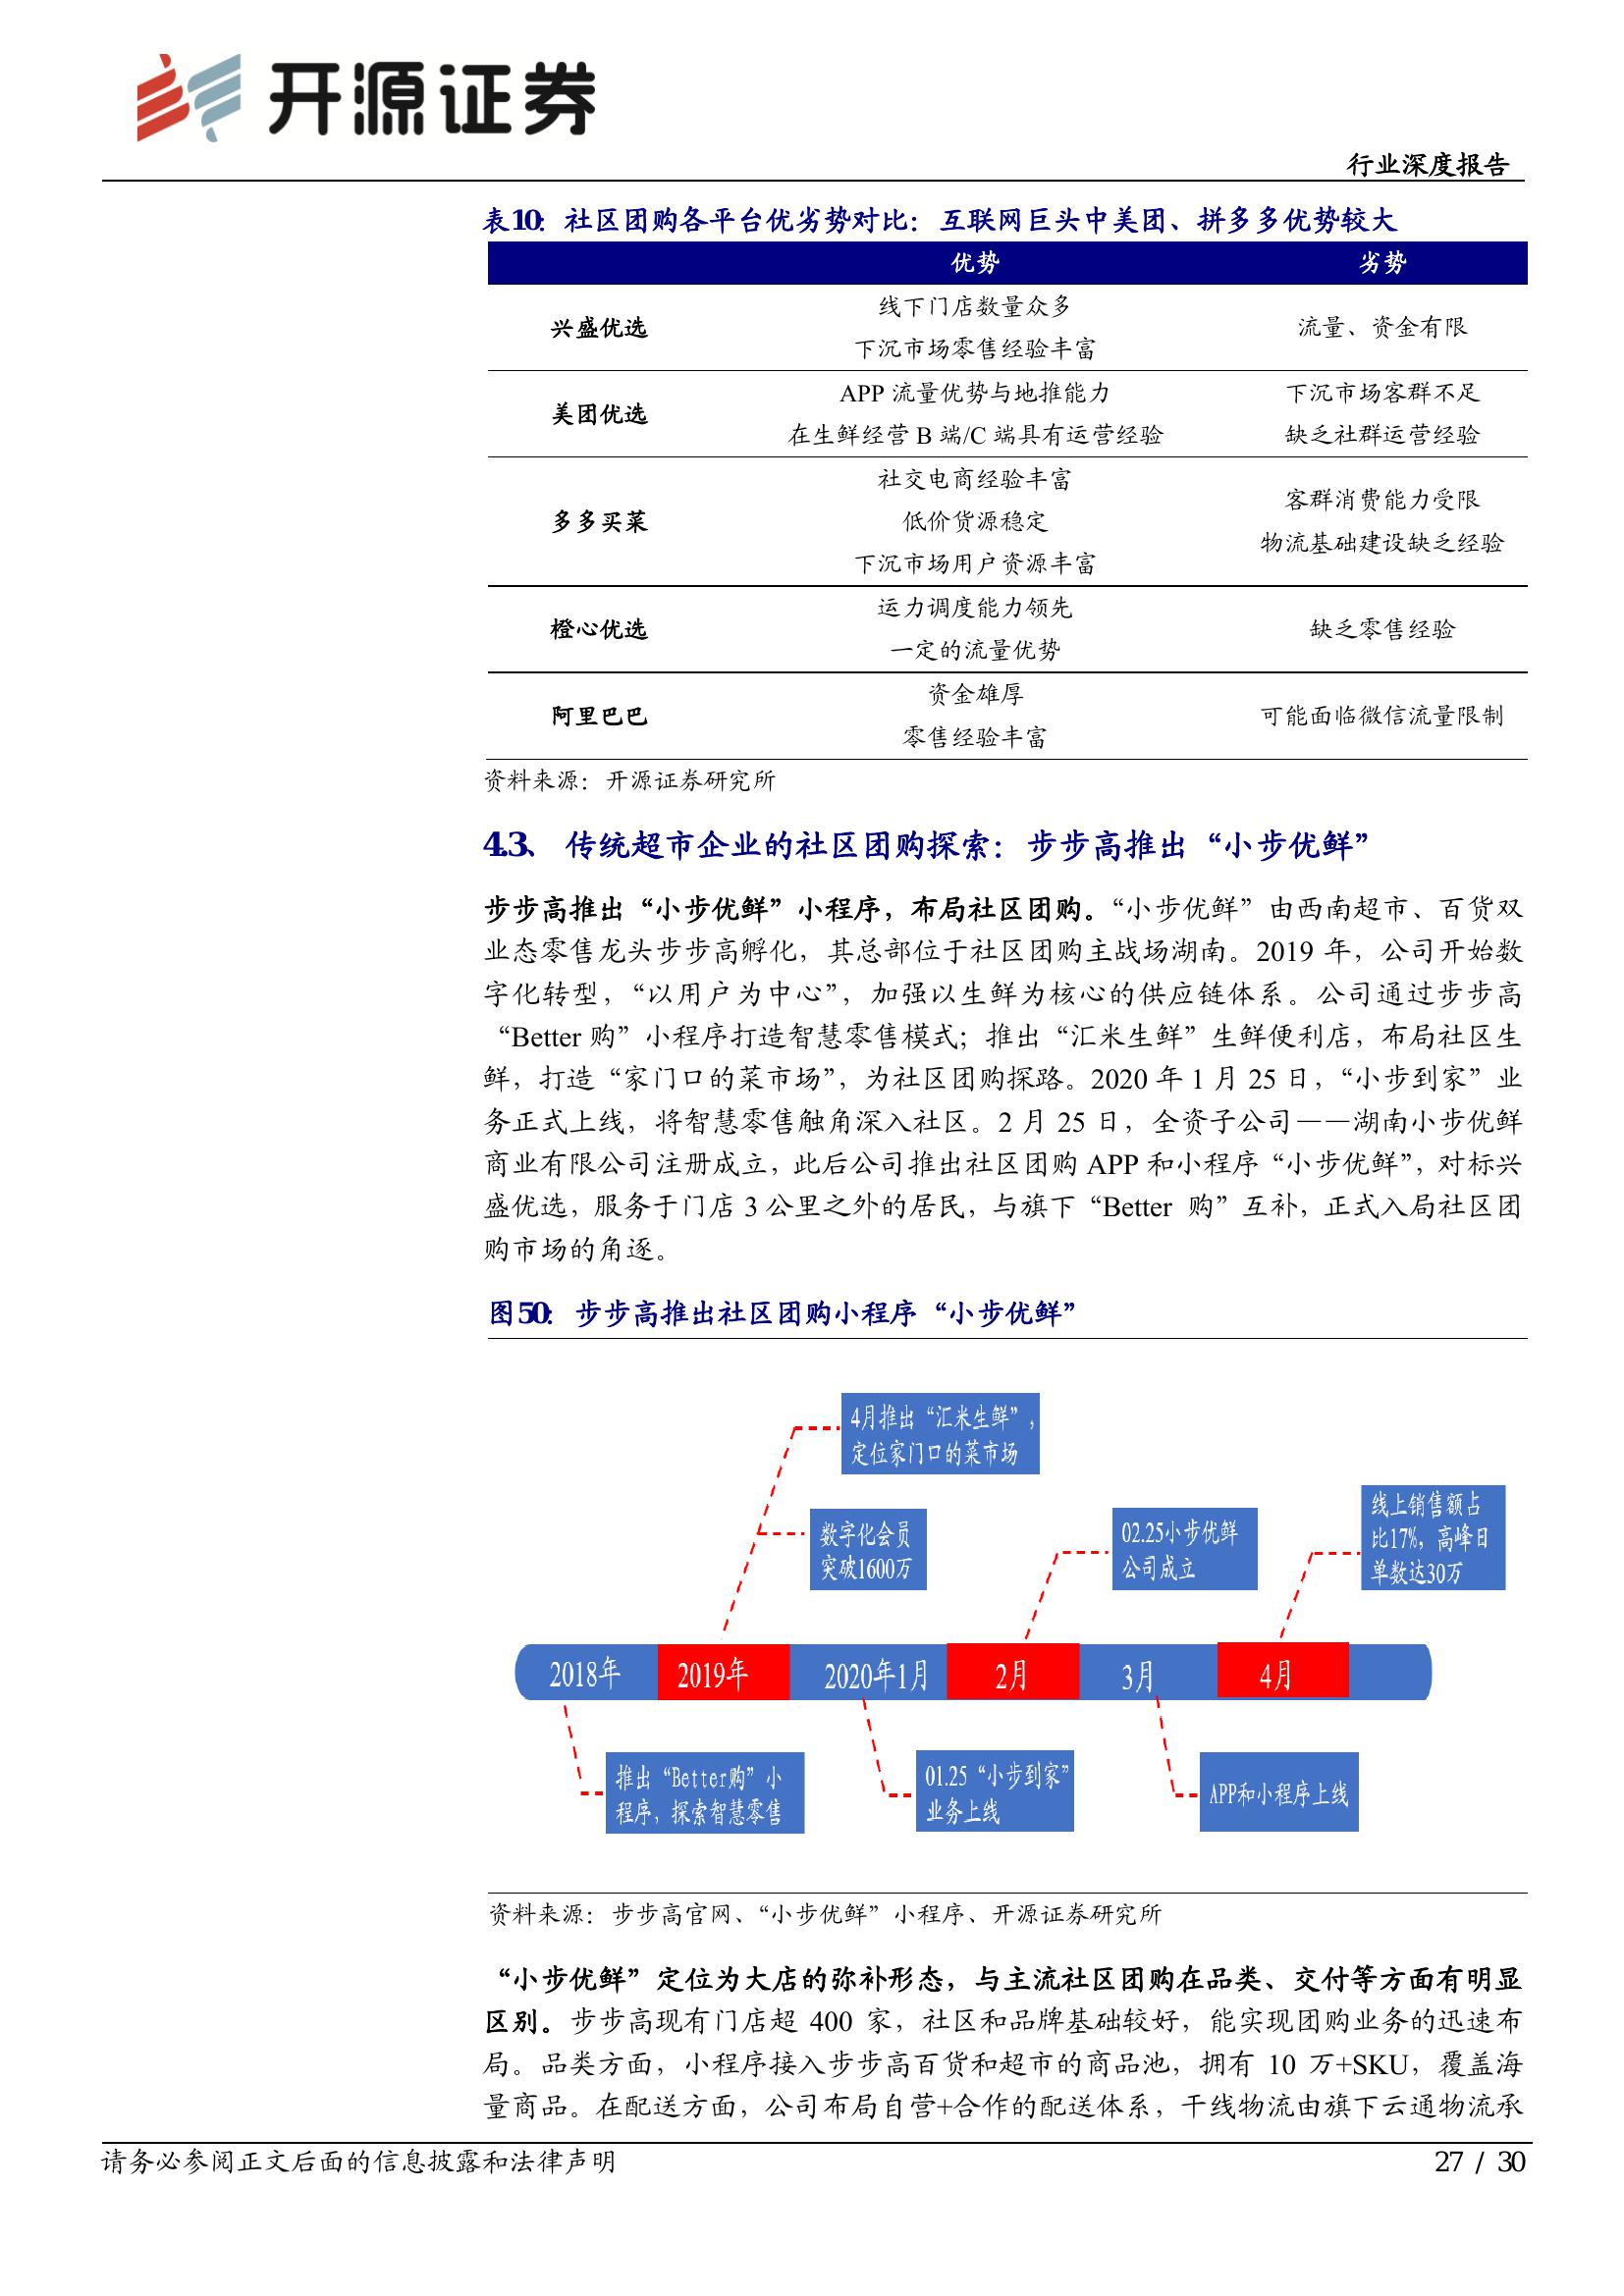 开源证券
行业深度报告
表10：社区团购各平台优劣势对比：互联网巨头中美团、拼多多优势较大
优势 劣势
兴盛优选 线下门店数量众多 流量、资金有限
下沉市场零售经验丰富
美团优选 APP 流量优势与地推能力 下沉市场客群不足
在生鲜经营 B 端/C 端具有运营经验 缺乏社群运营经验
多多买菜 社交电商经验丰富 客群消费能力受限
低价货源稳定 物流基础建设缺乏经验
下沉市场用户资源丰富
橙心优选 运力调度能力领先 缺乏零售经验
一定的流量优势
阿里巴巴 资金雄厚 可能面临微信流量限制
零售经验丰富
资料来源：开源证券研究所
4.3、 传统超市企业的社区团购探索：步步高推出“小步优鲜”
步步高推出“小步优鲜”小程序，布局社区团购。“小步优鲜”由西南超市、百货双
业态零售龙头步步高孵化，其总部位于社区团购主战场湖南。2019 年，公司开始数
字化转型，“以用户为中心”，加强以生鲜为核心的供应链体系。公司通过步步高
“Better 购”小程序打造智慧零售模式；推出“汇米生鲜”生鲜便利店，布局社区生
鲜，打造“家门口的菜市场”，为社区团购探路。2020 年 1 月 25 日，“小步到家”业
务正式上线，将智慧零售触角深入社区。2 月 25 日，全资子公司——湖南小步优鲜
商业有限公司注册成立，此后公司推出社区团购 APP 和小程序“小步优鲜”，对标兴
盛优选，服务于门店 3 公里之外的居民，与旗下“Better 购”互补，正式入局社区团
购市场的角逐。
图50：步步高推出社区团购小程序“小步优鲜”
4月推出“汇米生鲜”，
定位家门口的菜市场
数字化会员
突破1600万
02.25小步优鲜
公司成立
线上销售额占
比17%，高峰日
单数达30万
2018年 2019年 2020年1月 2月 3月 4月
推出“Better购”小
程序，探索智慧零售
01.25“小步到家”
业务上线
APP和小程序上线
资料来源：步步高官网、“小步优鲜”小程序、开源证券研究所
“小步优鲜”定位为大店的弥补形态，与主流社区团购在品类、交付等方面有明显
区别。步步高现有门店超 400 家，社区和品牌基础较好，能实现团购业务的迅速布
局。品类方面，小程序接入步步高百货和超市的商品池，拥有 10 万+SKU，覆盖海
量商品。在配送方面，公司布局自营+合作的配送体系，干线物流由旗下云通物流承
请务必参阅正文后面的信息披露和法律声明 27 / 30